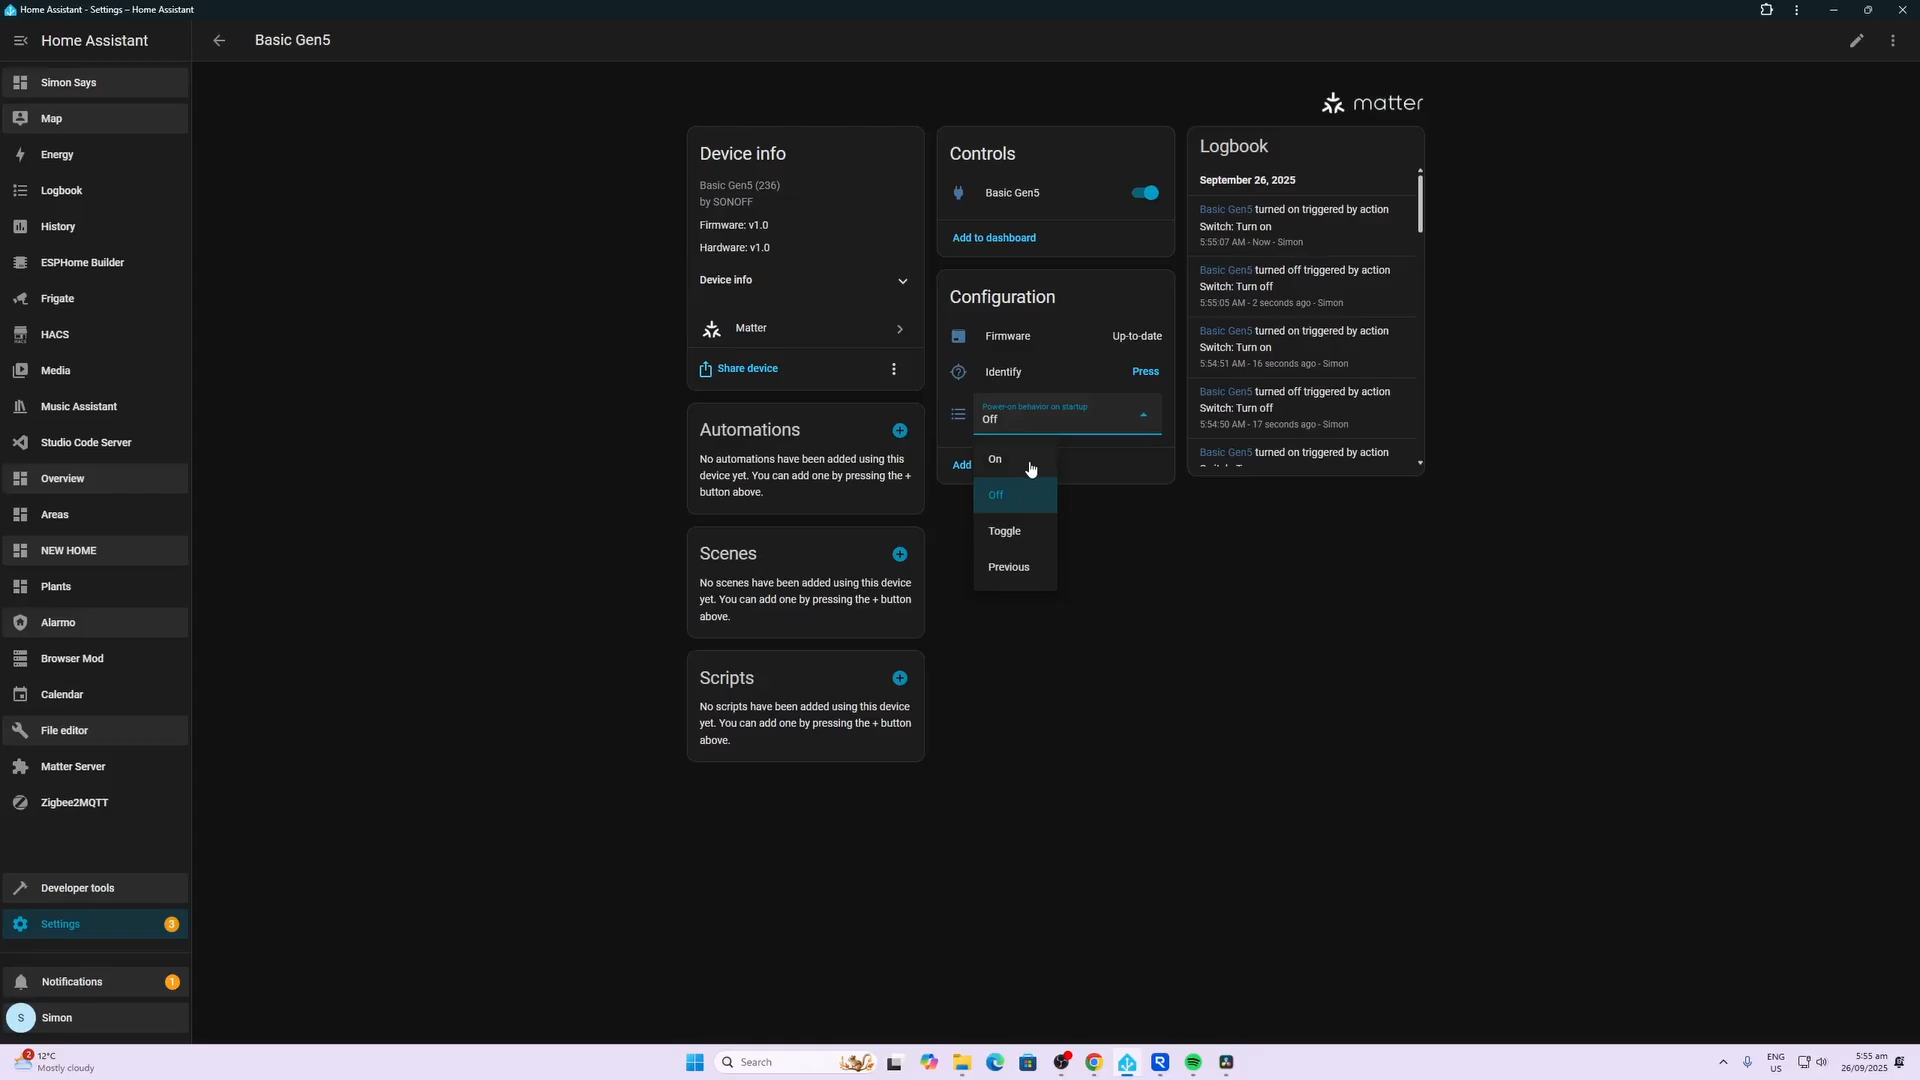 Home Assistant - Settings – Home Assistant
Home Assistant
Basic Gen5
Simon Says
Map
Energy
Logbook
History
ESPHome Builder
Frigate
HACS
Media
Music Assistant
Studio Code Server
Overview
Areas
NEW HOME
Plants
Alarmo
Browser Mod
Calendar
File editor
Matter Server
Zigbee2MQTT
Developer tools
Settings
3
Notifications
1
S
Simon
matter
Device info
Basic Gen5 (236)
by SONOFF
Firmware: v1.0
Hardware: v1.0
Device info
Matter
Share device
Automations
No automations have been added using this
device yet. You can add one by pressing the +
button above.
Scenes
No scenes have been added using this device
yet. You can add one by pressing the + button
above.
Scripts
No scripts have been added using this device
yet. You can add one by pressing the + button
above.
Controls
Basic Gen5
Add to dashboard
Configuration
Firmware
Up-to-date
Identify
Press
Power-on behavior on startup
Off
Add
On
Off
Toggle
Previous
Logbook
September 26, 2025
Basic Gen5 turned on triggered by action
Switch: Turn on
5:55:07 AM - Now - Simon
Basic Gen5 turned off triggered by action
Switch: Turn off
5:55:05 AM - 2 seconds ago - Simon
Basic Gen5 turned on triggered by action
Switch: Turn on
5:54:51 AM - 16 seconds ago - Simon
Basic Gen5 turned off triggered by action
Switch: Turn off
5:54:50 AM - 17 seconds ago - Simon
Basic Gen5 turned on triggered by action
2
12°C
Mostly cloudy
Search
ENG
US
5:55 am
26/09/2025